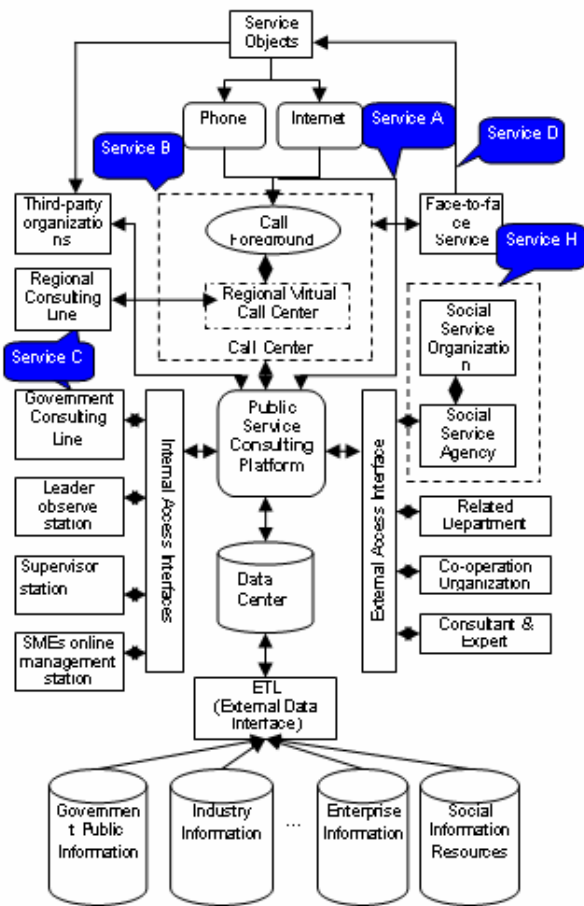 Service
Objects
Phone
Internet
Service A
Service B
Service D
Third-party
organizati
ons
Call
Foreground
Face-to-fa
ce
Service
Service H
Regional
Consulting
Line
Regional Virtual
Call Center
Social
Service
Organizatio
n
Service C
Call Center
Government
Consulting
Line
Internal Access Interfaces
Public
Service
Consulting
Platform
External Access Interface
Social
Service
Agency
Leader
observe
station
Related
Department
Supervisor
station
Data
Center
Co-operation
Organization
SMEs online
management
station
Consultant &
Expert
ETL
(External Data
Interface)
Governmen
t Public
Information
Industry
Information
...
Enterprise
Information
Social
Information
Resources